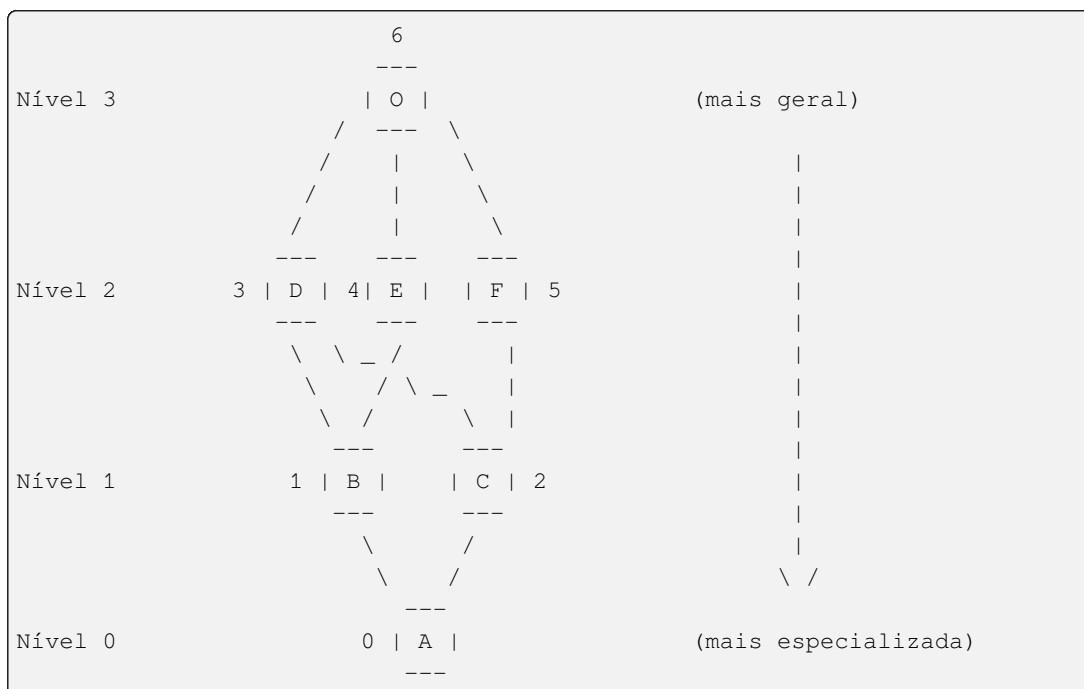 6
                         ---
Nível 3                 | O |                  (mais geral)
                      /  ---  \
                     /    |    \                      |
                    /     |     \                     |
                   /      |      \                    |
                  ---    ---    ---                   |
Nível 2        3 | D | 4| E |  | F | 5                |
                  ---    ---    ---                   |
                   \  \ _ /       |                   |
                    \    / \ _    |                   |
                     \  /      \  |                   |
                      ---      ---                    |
Nível 1            1 | B |    | C | 2                 |
                      ---      ---                    |
                        \      /                      |
                         \    /                      \ /
                           ---
Nível 0                 0 | A |                (mais especializada)
                           ---